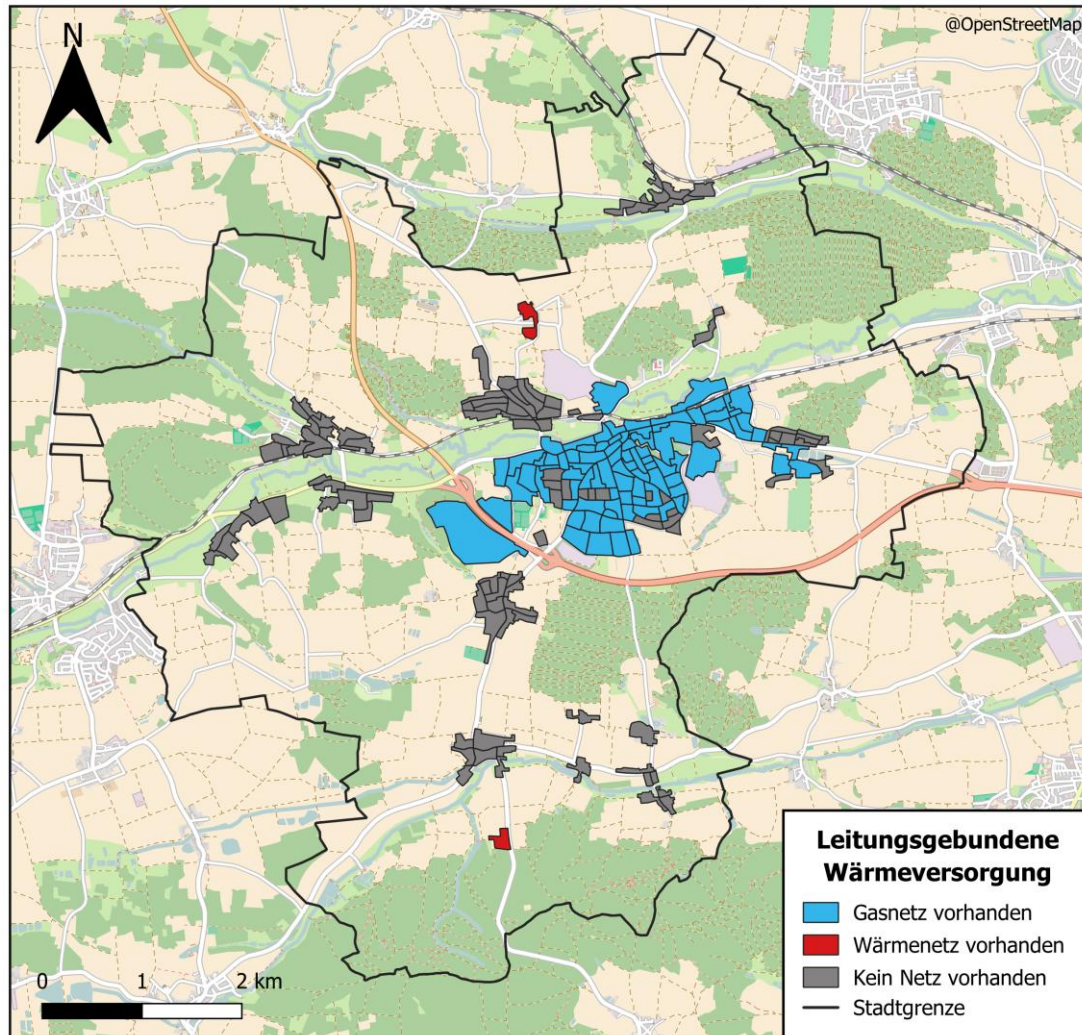 @OpenStreetMap
N
Leitungsgebundene
Wärmeversorgung
Gasnetz vorhanden
Wärmenetz vorhanden
Kein Netz vorhanden
Stadtgrenze
0 1 2 km